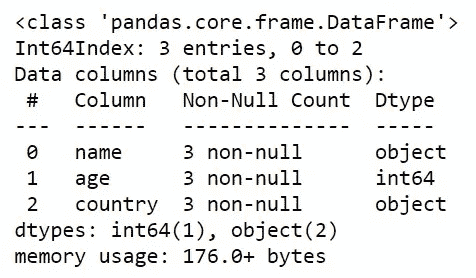 <class 'pandas.core.frame.DataFrame'>
Int64Index: 3 entries, 0 to 2
Data columns (total 3 columns):
 #   Column   Non-Null Count  Dtype
---  ------   --------------  -----
 0   name     3 non-null      object
 1   age      3 non-null      int64
 2   country  3 non-null      object
dtypes: int64(1), object(2)
memory usage: 176.0+ bytes